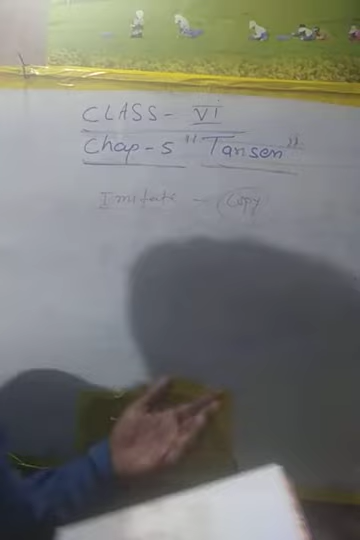 CLASS - VI
Chap - 5 "Tansen"
Imitate - Copy